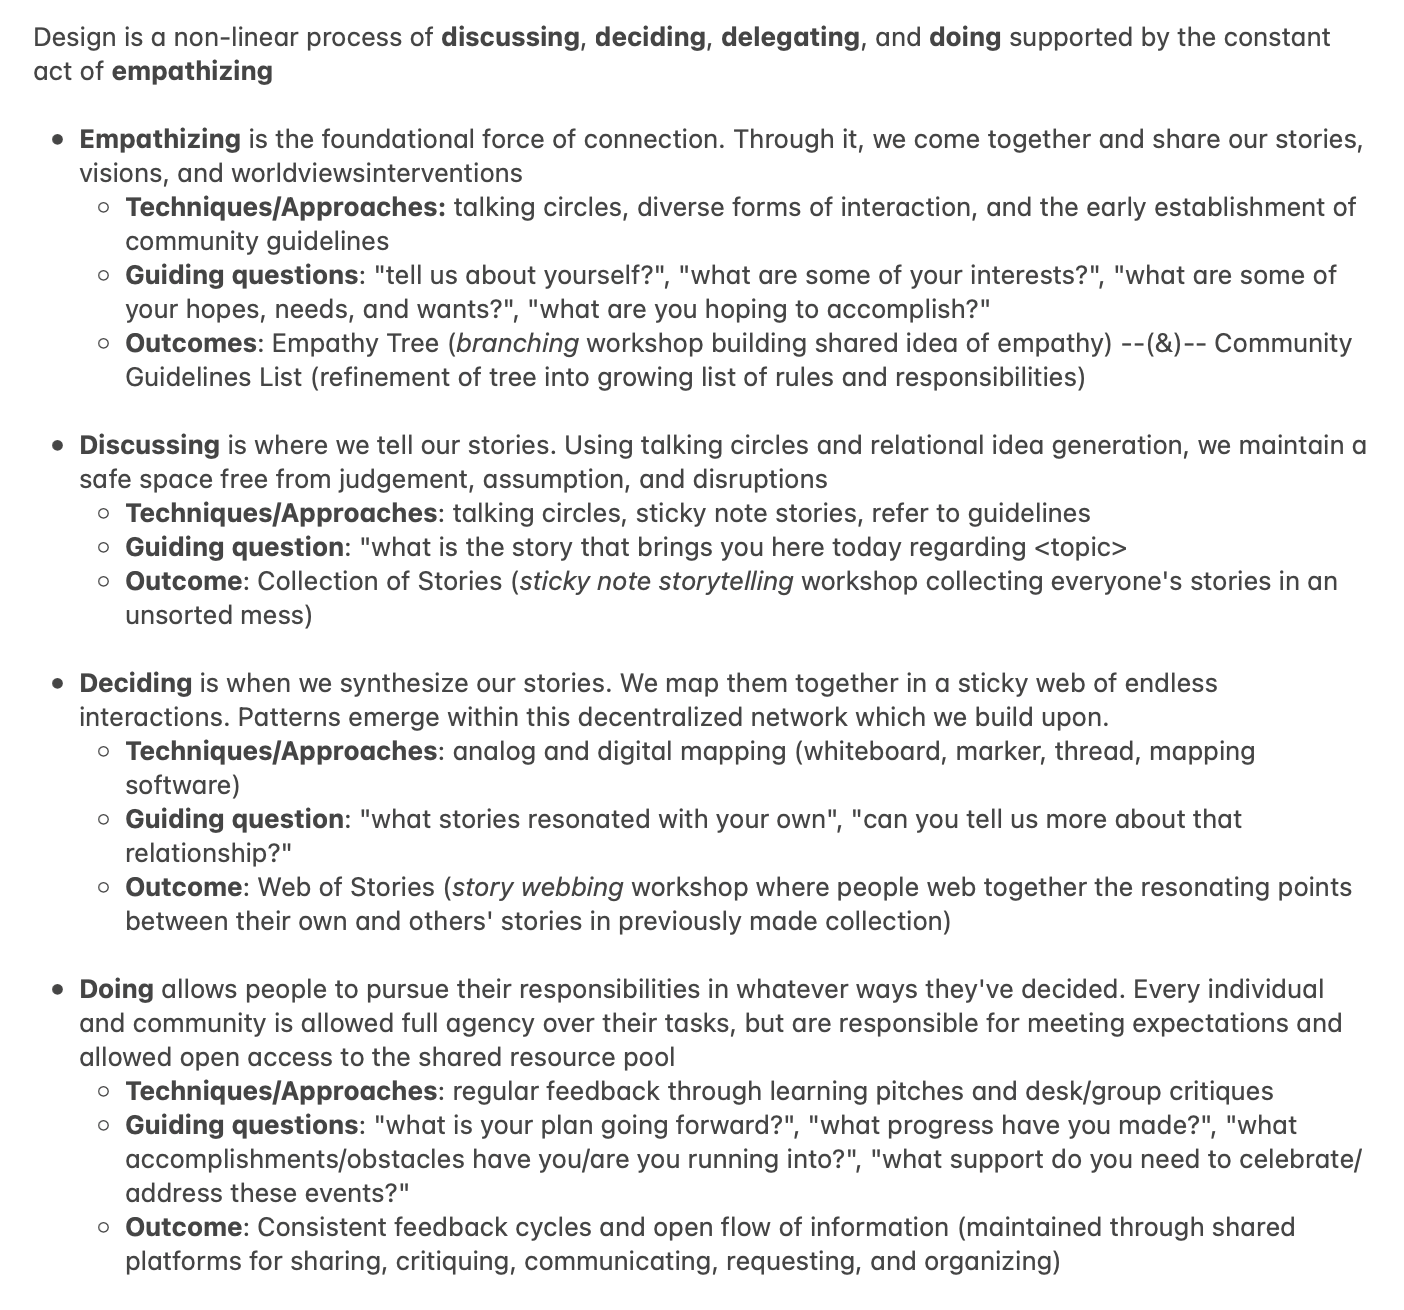 Design is a non-linear process of discussing, deciding, delegating, and doing supported by the constant
act of empathizing
• Empathizing is the foundational force of connection. Through it, we come together and share our stories,
visions, and worldviewsinterventions
○ Techniques/Approaches: talking circles, diverse forms of interaction, and the early establishment of
community guidelines
○ Guiding questions: "tell us about yourself?", "what are some of your interests?", "what are some of
your hopes, needs, and wants?", "what are you hoping to accomplish?"
○ Outcomes: Empathy Tree (branching workshop building shared idea of empathy) --(&)-- Community
Guidelines List (refinement of tree into growing list of rules and responsibilities)
• Discussing is where we tell our stories. Using talking circles and relational idea generation, we maintain a
safe space free from judgement, assumption, and disruptions
○ Techniques/Approaches: talking circles, sticky note stories, refer to guidelines
○ Guiding question: "what is the story that brings you here today regarding <topic>
○ Outcome: Collection of Stories (sticky note storytelling workshop collecting everyone's stories in an
unsorted mess)
• Deciding is when we synthesize our stories. We map them together in a sticky web of endless
interactions. Patterns emerge within this decentralized network which we build upon.
○ Techniques/Approaches: analog and digital mapping (whiteboard, marker, thread, mapping
software)
○ Guiding question: "what stories resonated with your own", "can you tell us more about that
relationship?"
○ Outcome: Web of Stories (story webbing workshop where people web together the resonating points
between their own and others' stories in previously made collection)
• Doing allows people to pursue their responsibilities in whatever ways they've decided. Every individual
and community is allowed full agency over their tasks, but are responsible for meeting expectations and
allowed open access to the shared resource pool
○ Techniques/Approaches: regular feedback through learning pitches and desk/group critiques
○ Guiding questions: "what is your plan going forward?", "what progress have you made?", "what
accomplishments/obstacles have you/are you running into?", "what support do you need to celebrate/
address these events?"
○ Outcome: Consistent feedback cycles and open flow of information (maintained through shared
platforms for sharing, critiquing, communicating, requesting, and organizing)